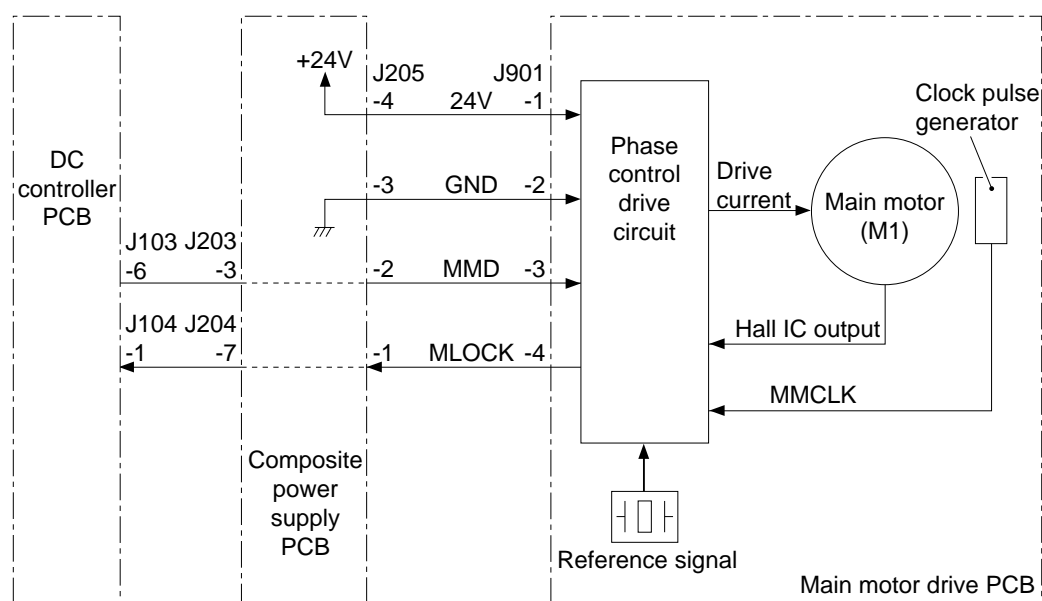 +24V
J205
J901
-4
24V
-1
Clock pulse
generator
DC
controller
PCB
Phase
control
drive
circuit
-3
GND
-2
Drive
current
Main motor
(M1)
J103
J203
-6
-3
-2
MMD
-3
J104
J204
-1
-7
-1
MLOCK
-4
Hall IC output
MMCLK
Composite
power
supply
PCB
Reference signal
Main motor drive PCB